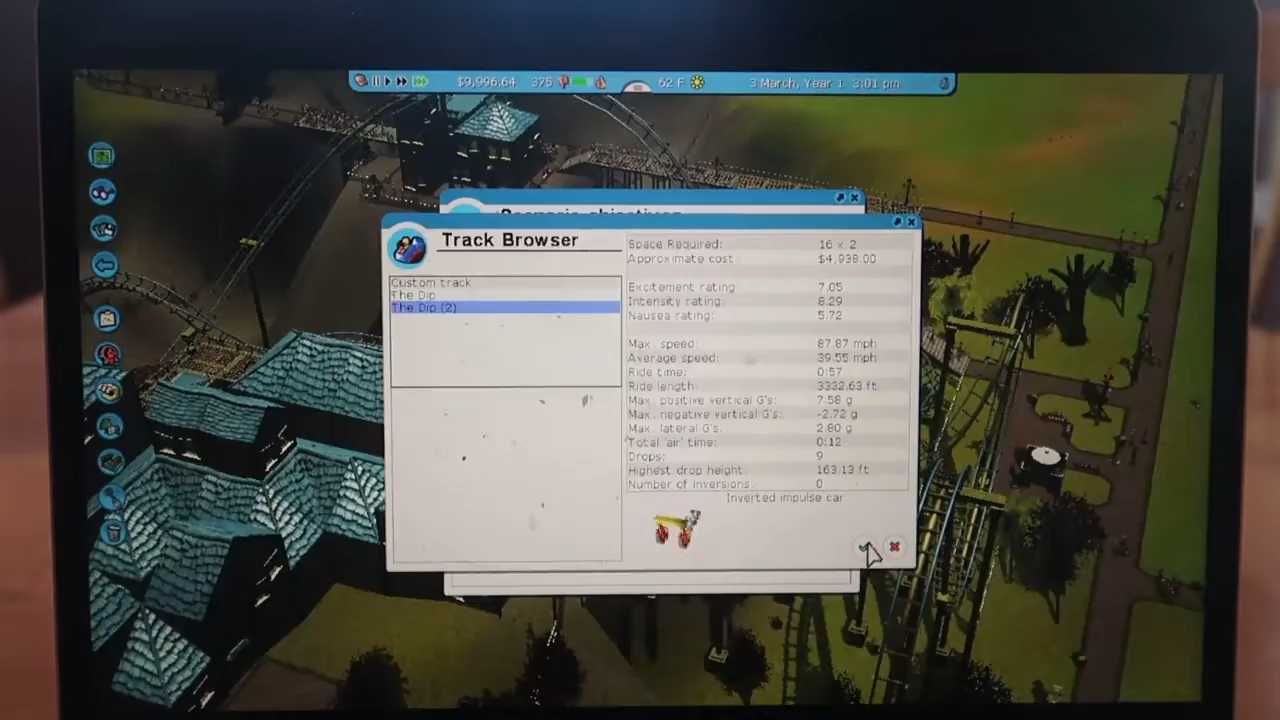 $9,996.64 375 62 F 3 March, Year 1 3:01 pm
Scenario objectives
Track Browser
Custom track
The Dip
The Dip (2)
Space Required: 16 x 2
Approximate cost: $4,938.00
Excitement rating: 7.05
Intensity rating: 8.29
Nausea rating: 5.72
Max. speed: 87.87 mph
Average speed: 39.55 mph
Ride time: 0:57
Ride length: 3332.63 ft
Max. positive vertical G's: 7.58 g
Max. negative vertical G's: -2.72 g
Max. lateral G's: 2.80 g
Total 'air' time: 0:12
Drops: 9
Highest drop height: 163.13 ft
Number of inversions: 0
Inverted impulse car